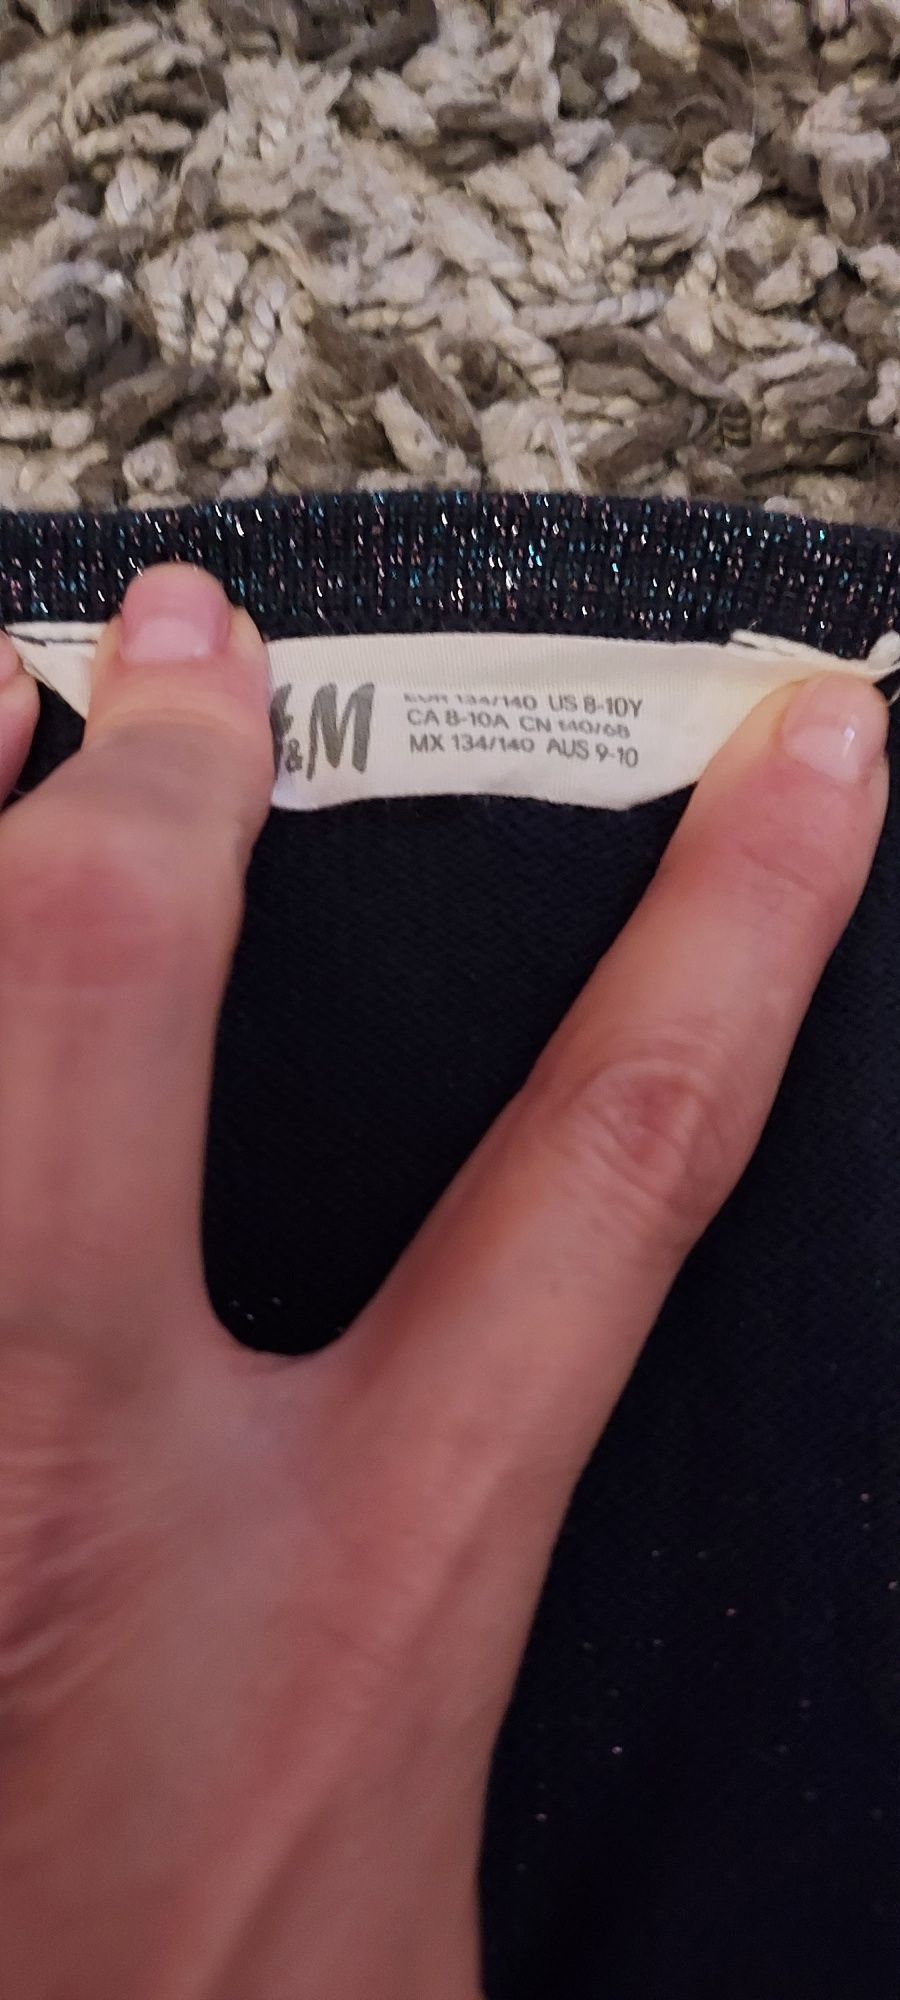 H&M
EUR 134/140 US 8-10Y
CA 8-10A CN 140/68
MX 134/140 AUS 9-10